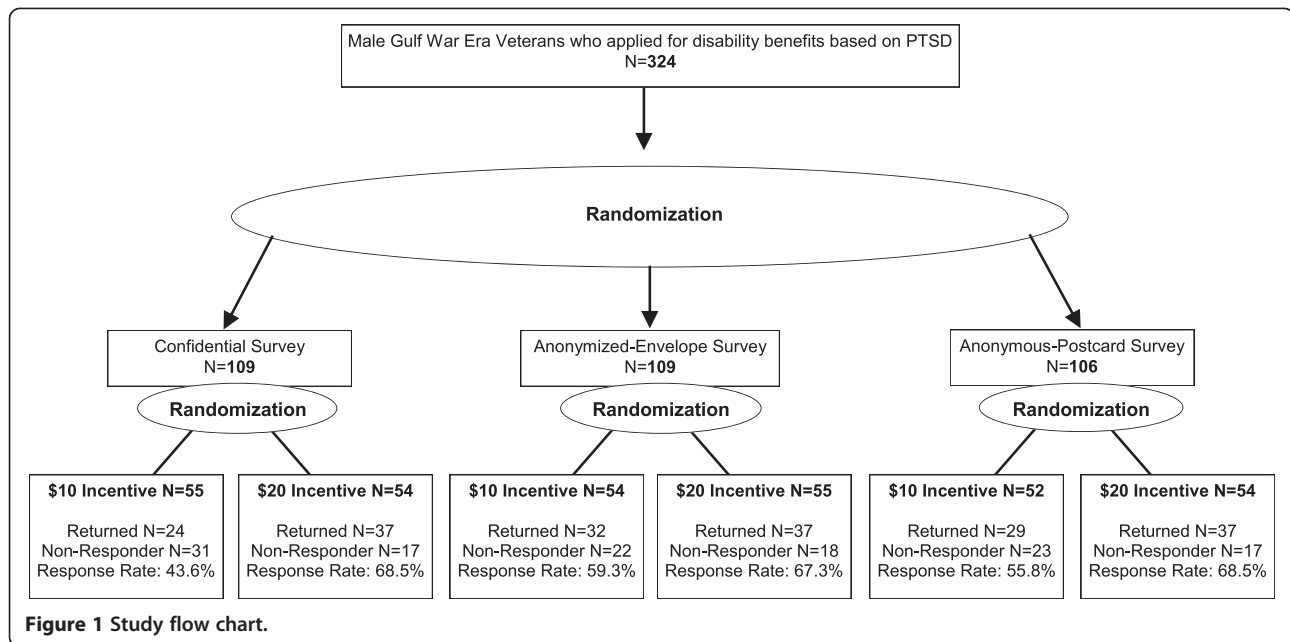 Male Gulf War Era Veterans who applied for disability benefits based on PTSD
N=324
Randomization
Confidential Survey
N=109
Randomization
Anonymized-Envelope Survey
N=109
Randomization
Anonymous-Postcard Survey
N=106
Randomization
$10 Incentive N=55
Returned N=24
Non-Responder N=31
Response Rate: 43.6%
$20 Incentive N=54
Returned N=37
Non-Responder N=17
Response Rate: 68.5%
$10 Incentive N=54
Returned N=32
Non-Responder N=22
Response Rate: 59.3%
$20 Incentive N=55
Returned N=37
Non-Responder N=18
Response Rate: 67.3%
$10 Incentive N=52
Returned N=29
Non-Responder N=23
Response Rate: 55.8%
$20 Incentive N=54
Returned N=37
Non-Responder N=17
Response Rate: 68.5%
Figure 1 Study flow chart.